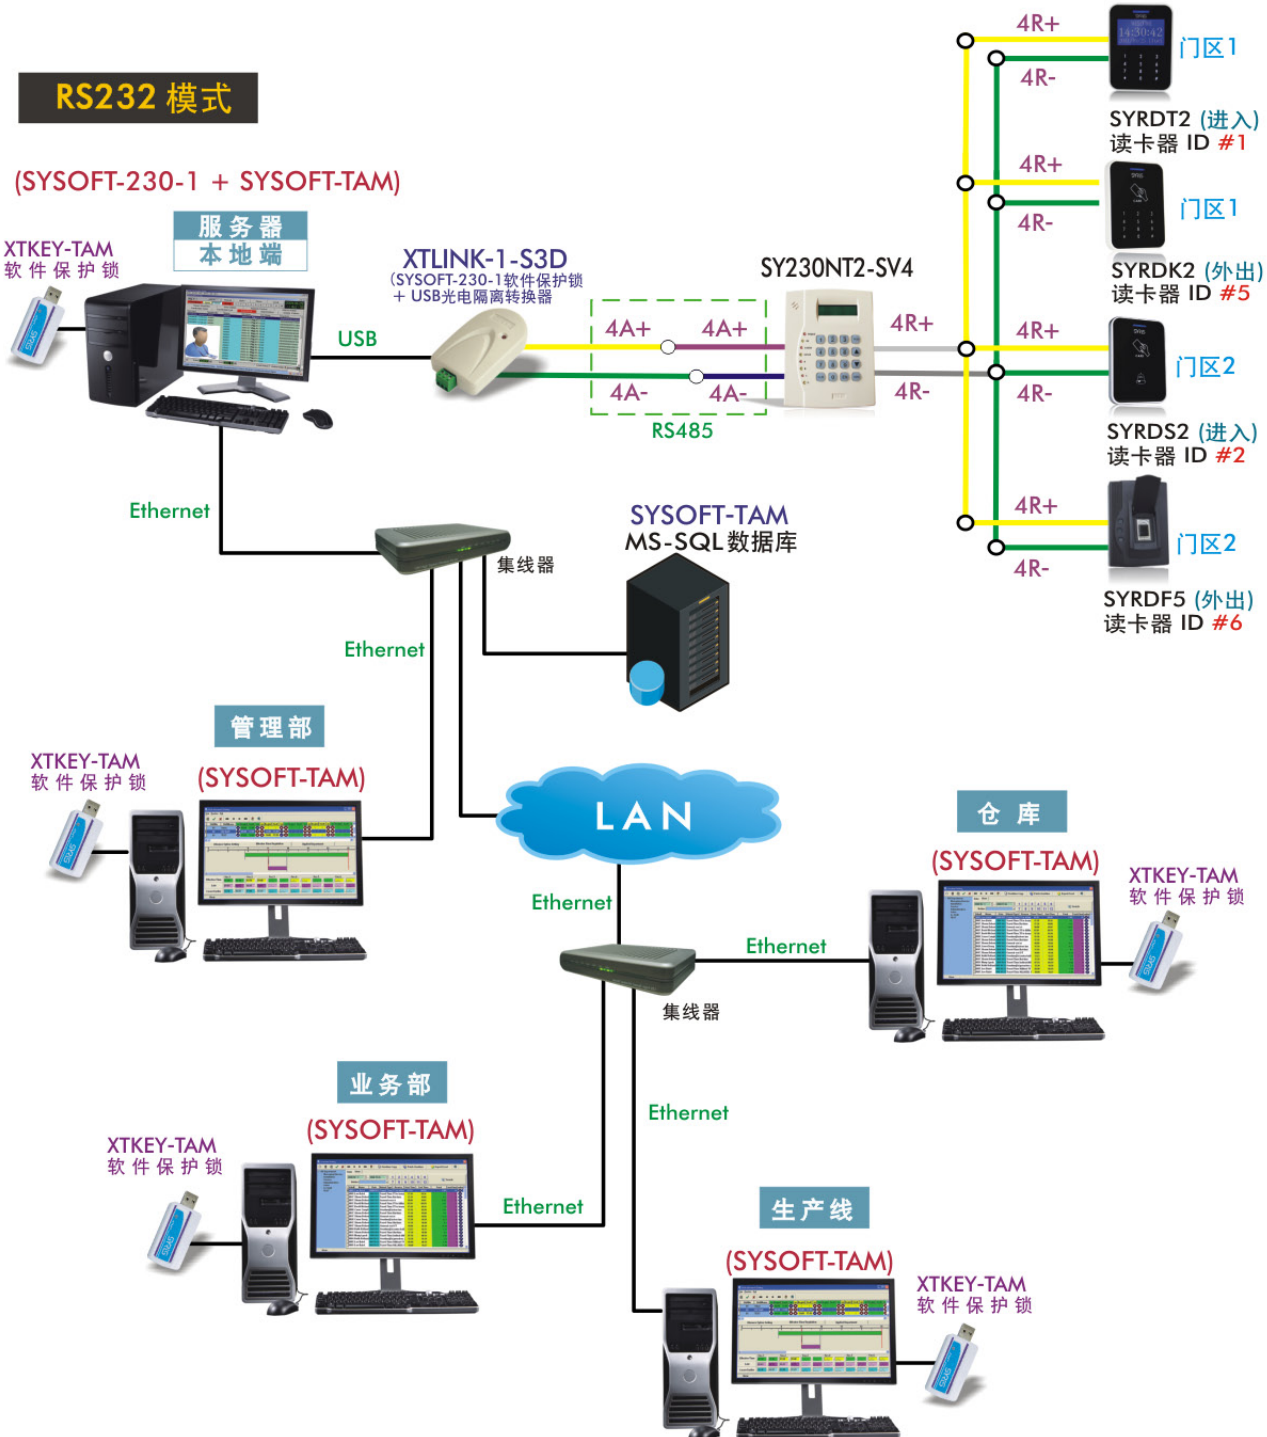 RS232 模式
(SYSOFT-230-1 + SYSOFT-TAM)
服务器
本地端
XTKEY-TAM
软件保护锁
USB
XTLINK-1-S3D
(SYSOFT-230-1软件保护锁
+ USB光电隔离转换器
4A+
4A+
4A-
4A-
RS485
SY230NT2-SV4
4R+
4R-
4R+
4R-
14:30:42
门区1
SYRDT2 (进入)
读卡器 ID #1
4R+
4R-
门区1
SYRDK2 (外出)
读卡器 ID #5
4R+
4R-
门区2
SYRDS2 (进入)
读卡器 ID #2
4R+
4R-
门区2
SYRDF5 (外出)
读卡器 ID #6
Ethernet
集线器
SYSOFT-TAM
MS-SQL数据库
Ethernet
管理部
(SYSOFT-TAM)
XTKEY-TAM
软件保护锁
LAN
仓库
(SYSOFT-TAM)
XTKEY-TAM
软件保护锁
Ethernet
Ethernet
集线器
业务部
(SYSOFT-TAM)
XTKEY-TAM
软件保护锁
Ethernet
Ethernet
生产线
(SYSOFT-TAM)
XTKEY-TAM
软件保护锁